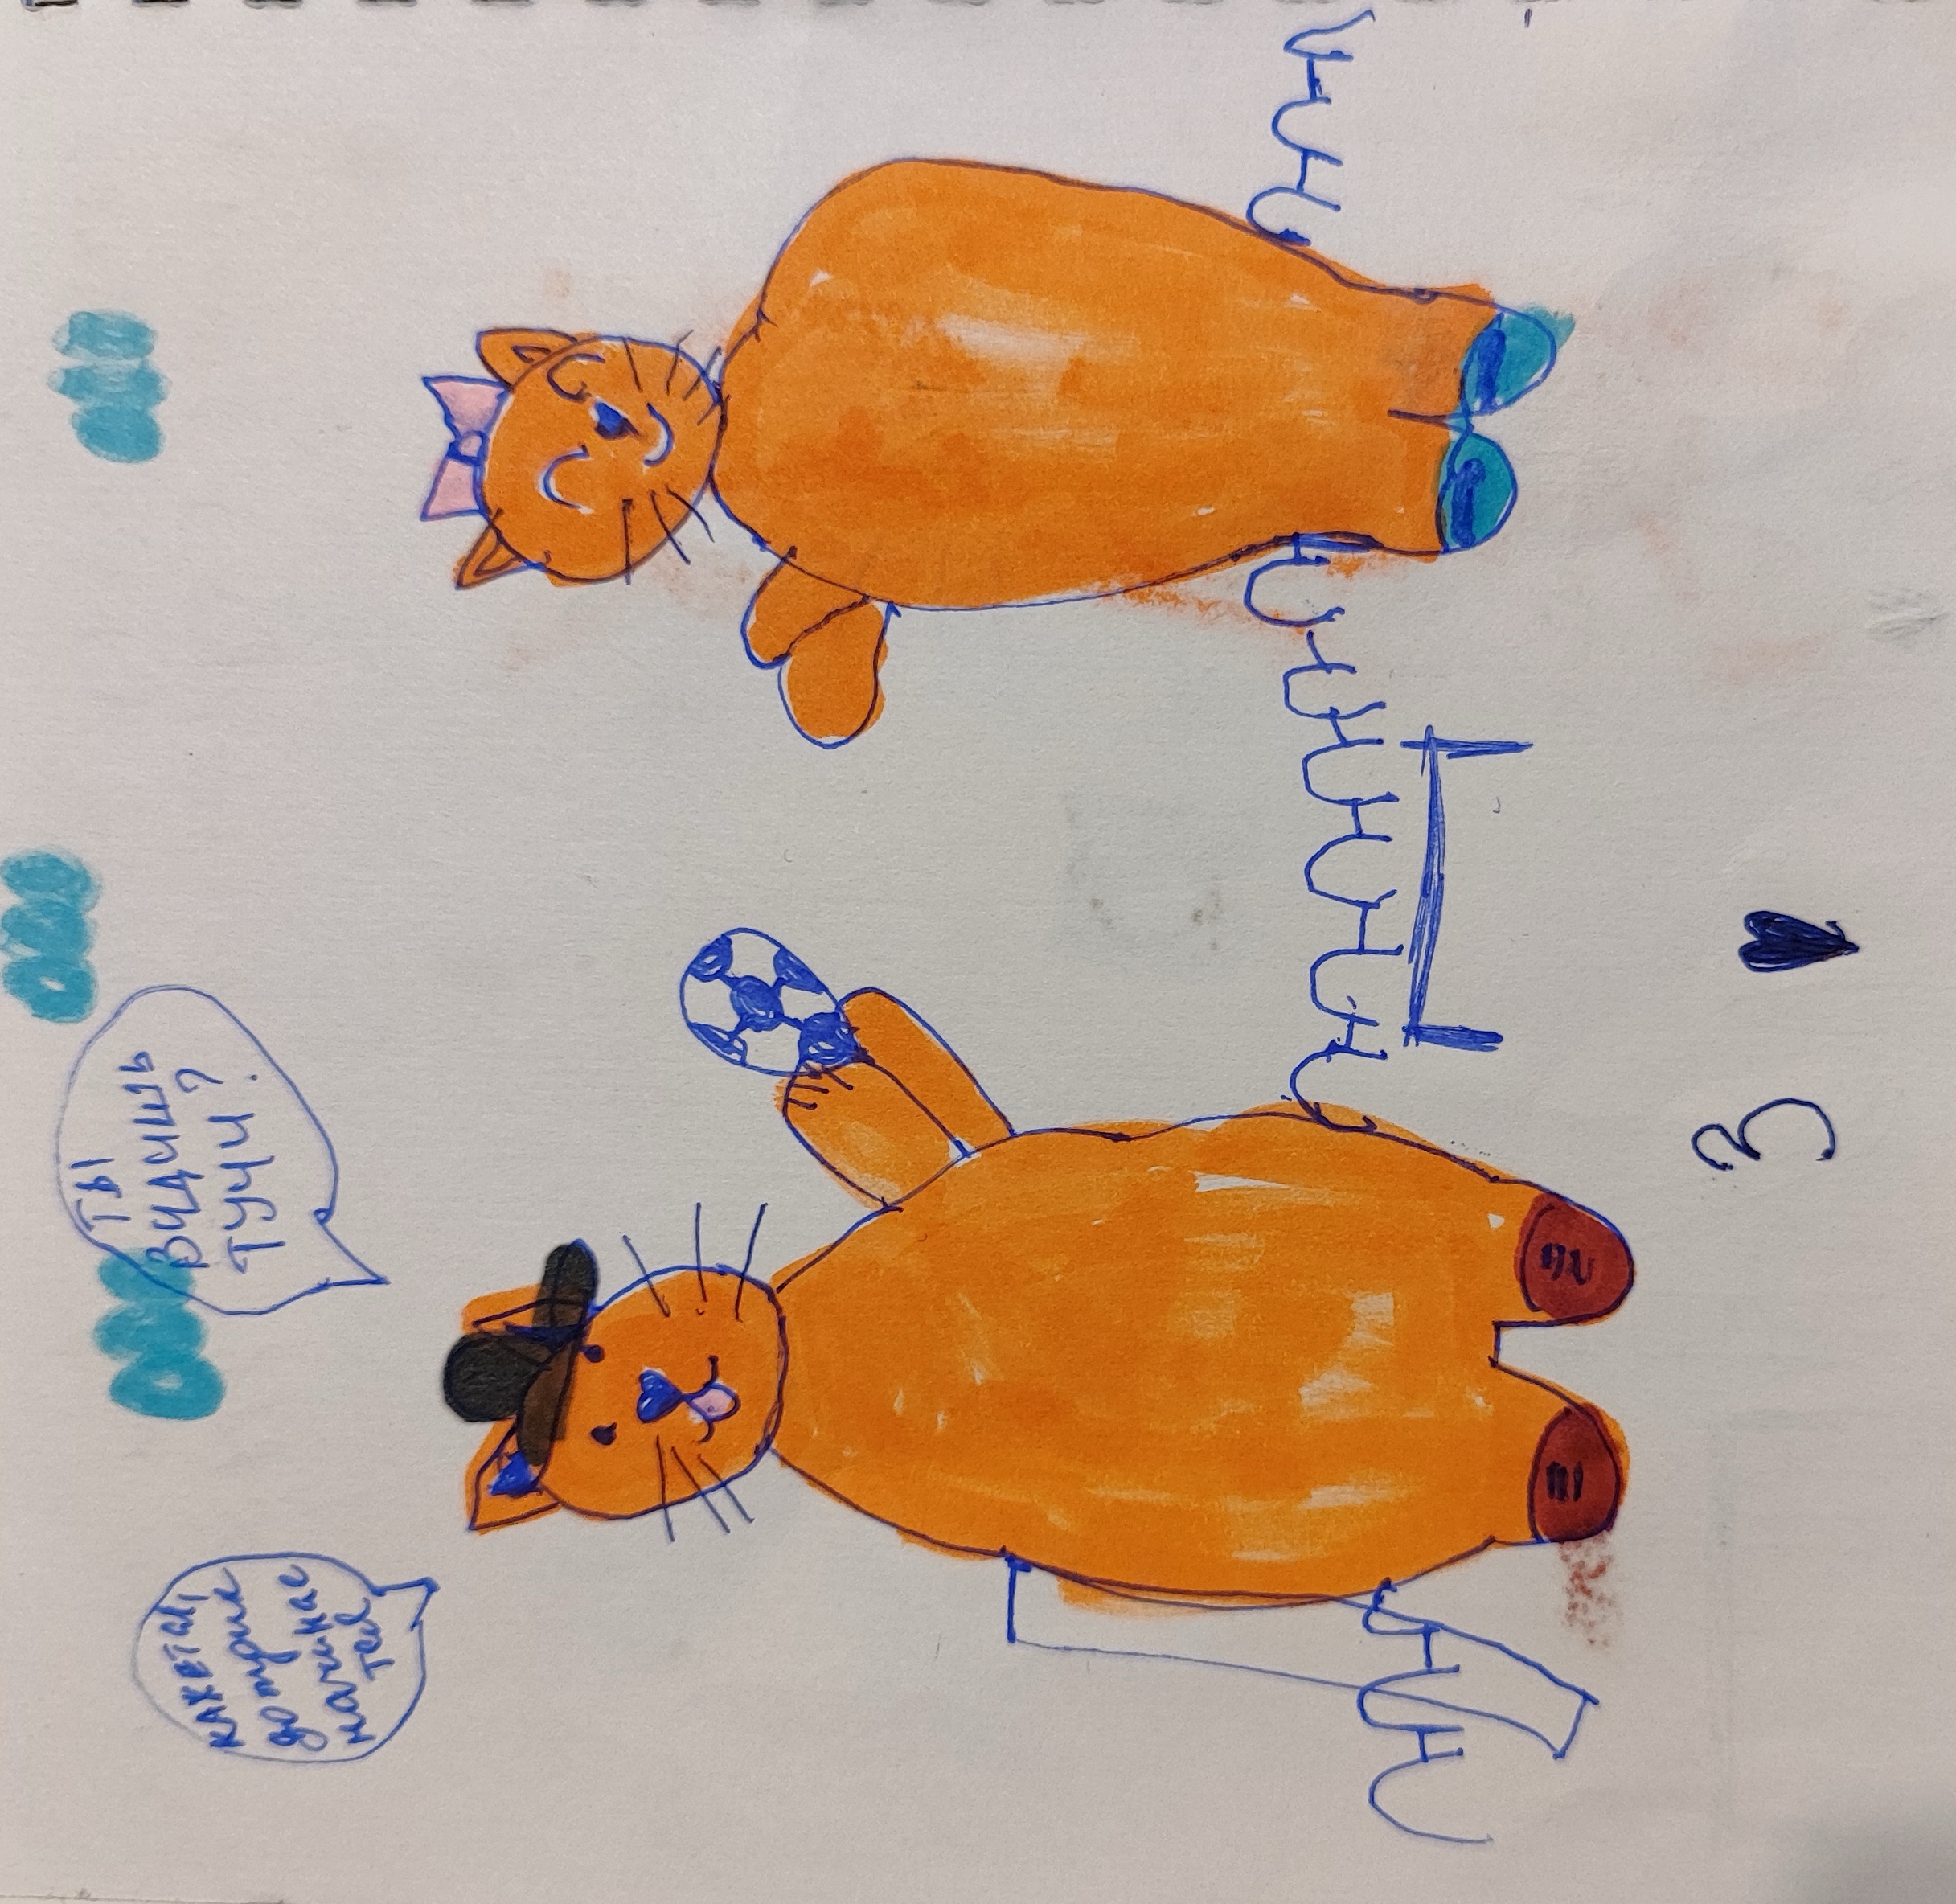 КАЖЕТСЯ,
дождик
начинае
тся
ТЫ
ВИДИШЬ
ТУЧИ?
3